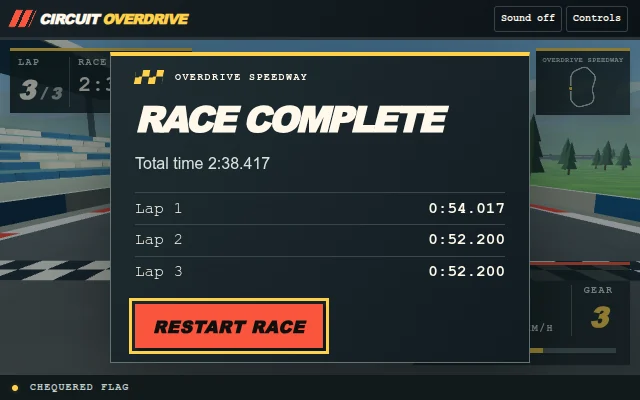 CIRCUIT OVERDRIVE
Sound off
Controls
LAP
RACE
3 / 3
2:3
OVERDRIVE SPEEDWAY
OVERDRIVE SPEEDWAY
RACE COMPLETE
Total time 2:38.417
Lap 1 0:54.017
Lap 2 0:52.200
Lap 3 0:52.200
RESTART RACE
M/H
GEAR
3
CHEQUERED FLAG